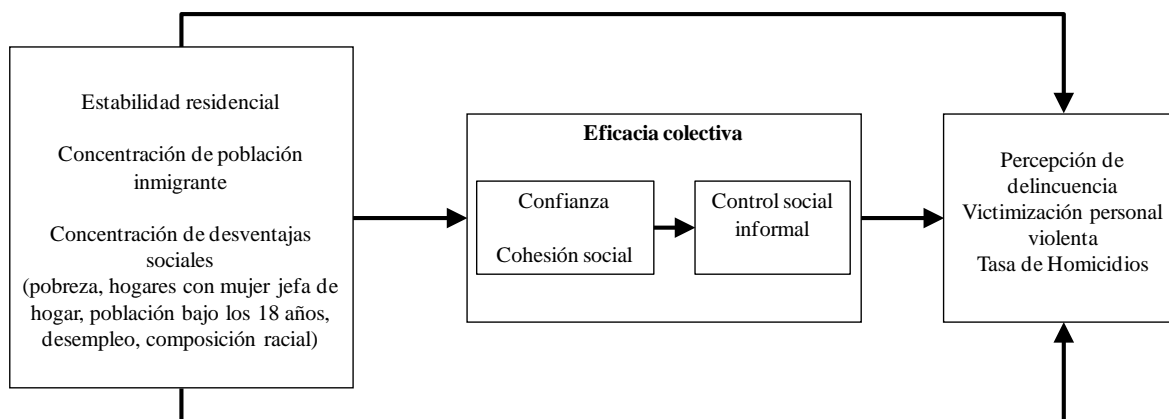 Estabilidad residencial
Concentración de población
inmigrante
Concentración de desventajas
sociales
(pobreza, hogares con mujer jefa de
hogar, población bajo los 18 años,
desempleo, composición racial)
Eficacia colectiva
Confianza
Cohesión social
Control social
informal
Percepción de
delincuencia
Victimización personal
violenta
Tasa de Homicidios